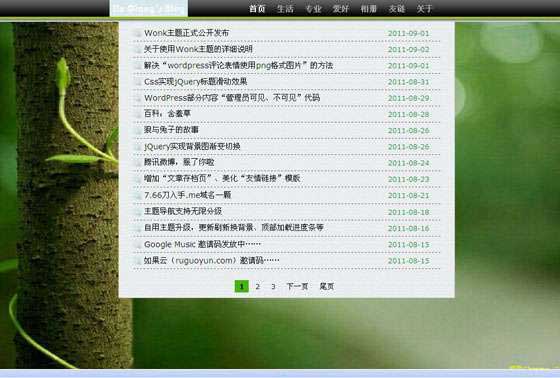 Da Qiang's Blog
首页 生活 专业 爱好 相册 友链 关于
Wonk主题正式公开发布 2011-09-01
关于使用Wonk主题的详细说明 2011-09-02
解决“wordpress评论表情使用png格式图片”的方法 2011-09-01
Css实现jQuery标题滑动效果 2011-08-31
WordPress部分内容“管理员可见、不可见”代码 2011-08-29
百科，含羞草 2011-08-28
狼与兔子的故事 2011-08-26
jQuery实现背景图渐变切换 2011-08-26
腾讯微博，服了你啦 2011-08-24
增加“文章存档页”、美化“友情链接”模版 2011-08-23
7.66刀入手.me域名一颗 2011-08-21
主题导航支持无限分级 2011-08-18
自用主题升级，更新刷新换背景、顶部加载进度条等 2011-08-16
Google Music 邀请码发放中…… 2011-08-15
如果云（ruguoyun.com）邀请码…… 2011-08-15
1 2 3 下一页 尾页